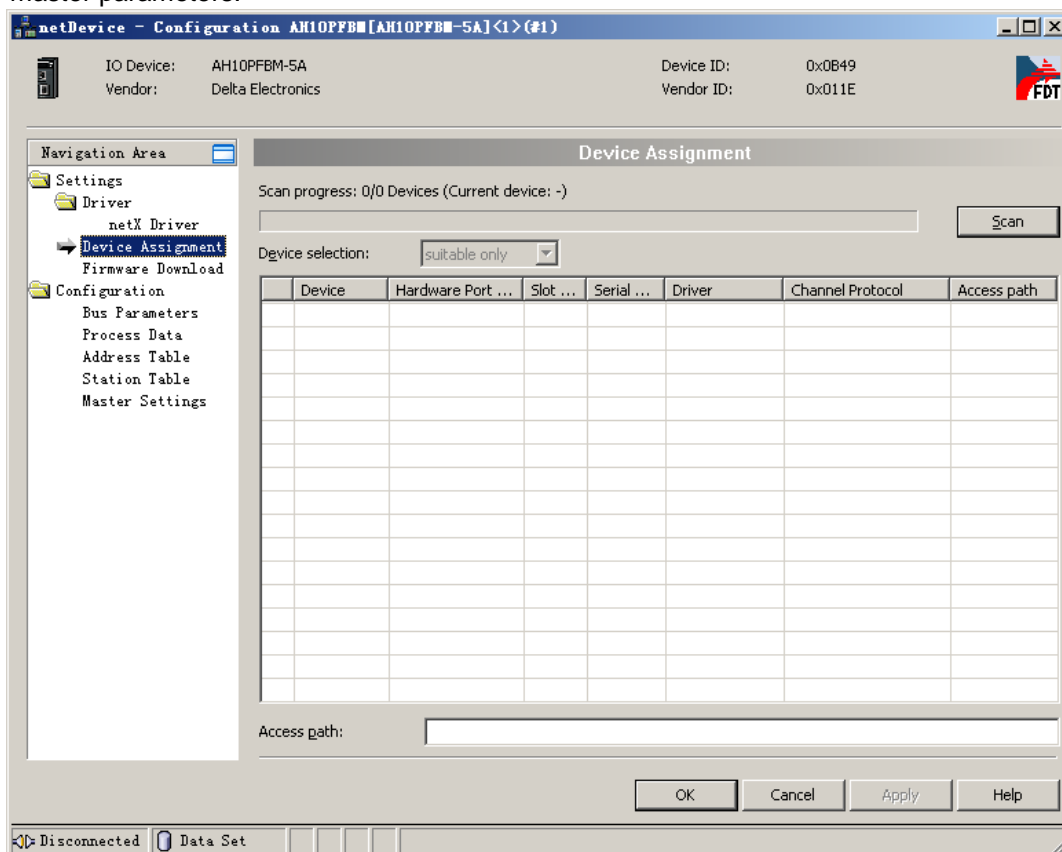 master parameters.
netDevice - Configuration AH10PFBM[AH10PFBM-5A]<1>(#1)
IO Device: AH10PFBM-5A Device ID: 0x0B49
Vendor: Delta Electronics Vendor ID: 0x011E
FDT
Navigation Area
Settings
Driver
netX Driver
Device Assignment
Firmware Download
Configuration
Bus Parameters
Process Data
Address Table
Station Table
Master Settings
Device Assignment
Scan progress: 0/0 Devices (Current device: -)
Scan
Device selection: suitable only
Device Hardware Port ... Slot ... Serial ... Driver Channel Protocol Access path
Access path:
OK Cancel Apply Help
Disconnected Data Set